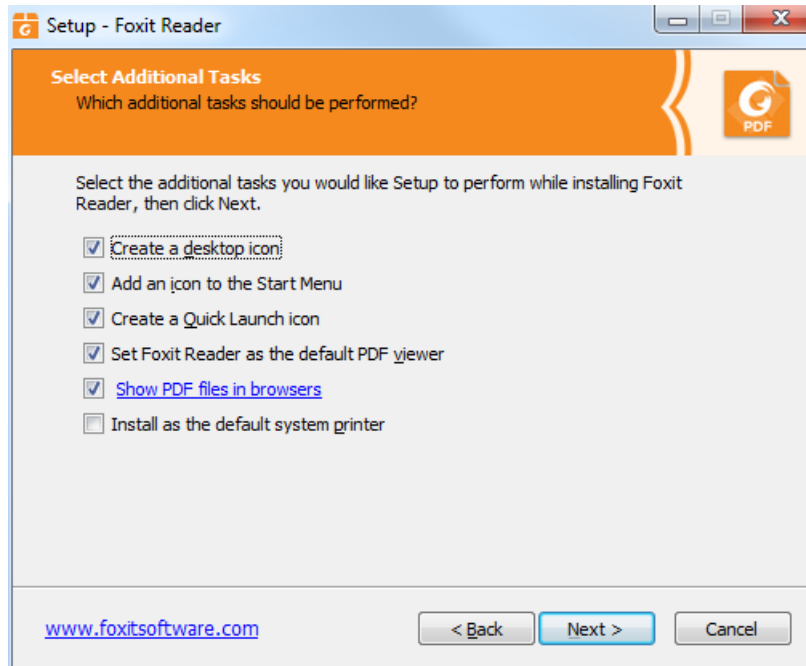 Setup - Foxit Reader
Select Additional Tasks
Which additional tasks should be performed?
PDF
Select the additional tasks you would like Setup to perform while installing Foxit
Reader, then click Next.
Create a desktop icon
Add an icon to the Start Menu
Create a Quick Launch icon
Set Foxit Reader as the default PDF viewer
Show PDF files in browsers
Install as the default system printer
www.foxitsoftware.com
< Back
Next >
Cancel